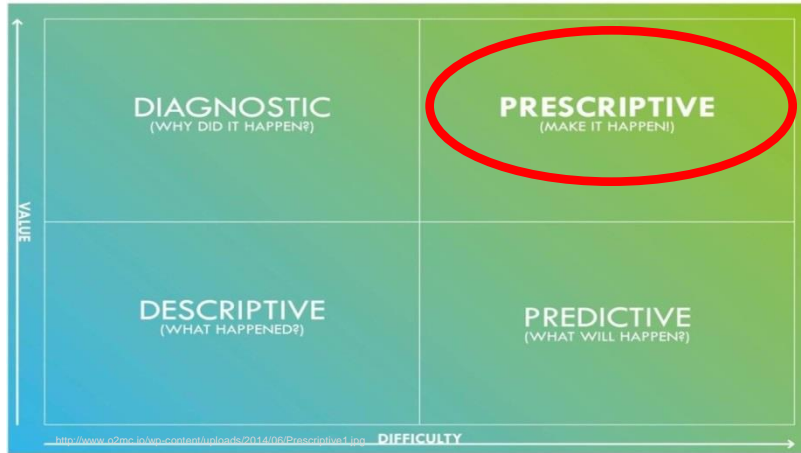 DIAGNOSTIC
(WHY DID IT HAPPEN?)
PRESCRIPTIVE
(MAKE IT HAPPEN!)
VALUE
DESCRIPTIVE
(WHAT HAPPENED?)
PREDICTIVE
(WHAT WILL HAPPEN?)
http://www.o2mc.io/wp-content/uploads/2014/06/Prescriptive1.jpg
DIFFICULTY